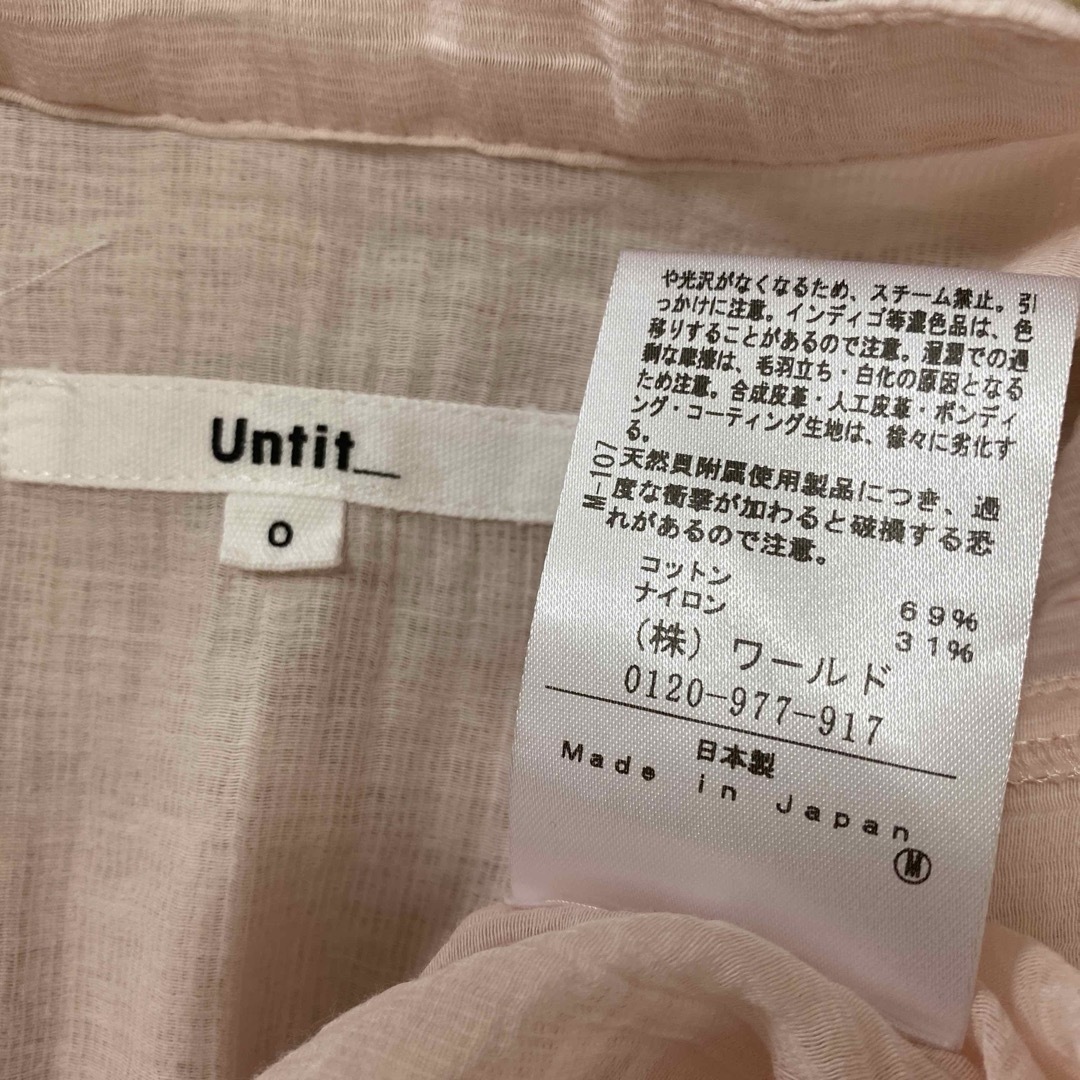 Untit_
0
や光沢がなくなるため、スチーム禁止。引
っかけに注意。インディゴ等濃色品は、色
移りすることがあるので注意。湿潤での過
剰な摩擦は、毛羽立ち・白化の原因となる
ため注意。合成皮革・人工皮革・ボンディ
ング・コーティング生地は、徐々に劣化す
る。
M-107
天然貝附属使用製品につき、過
度な衝撃が加わると破損する恐
れがあるので注意。
コットン 69%
ナイロン 31%
(株) ワールド
0120-977-917
日本製
Made in Japan
Ⓜ